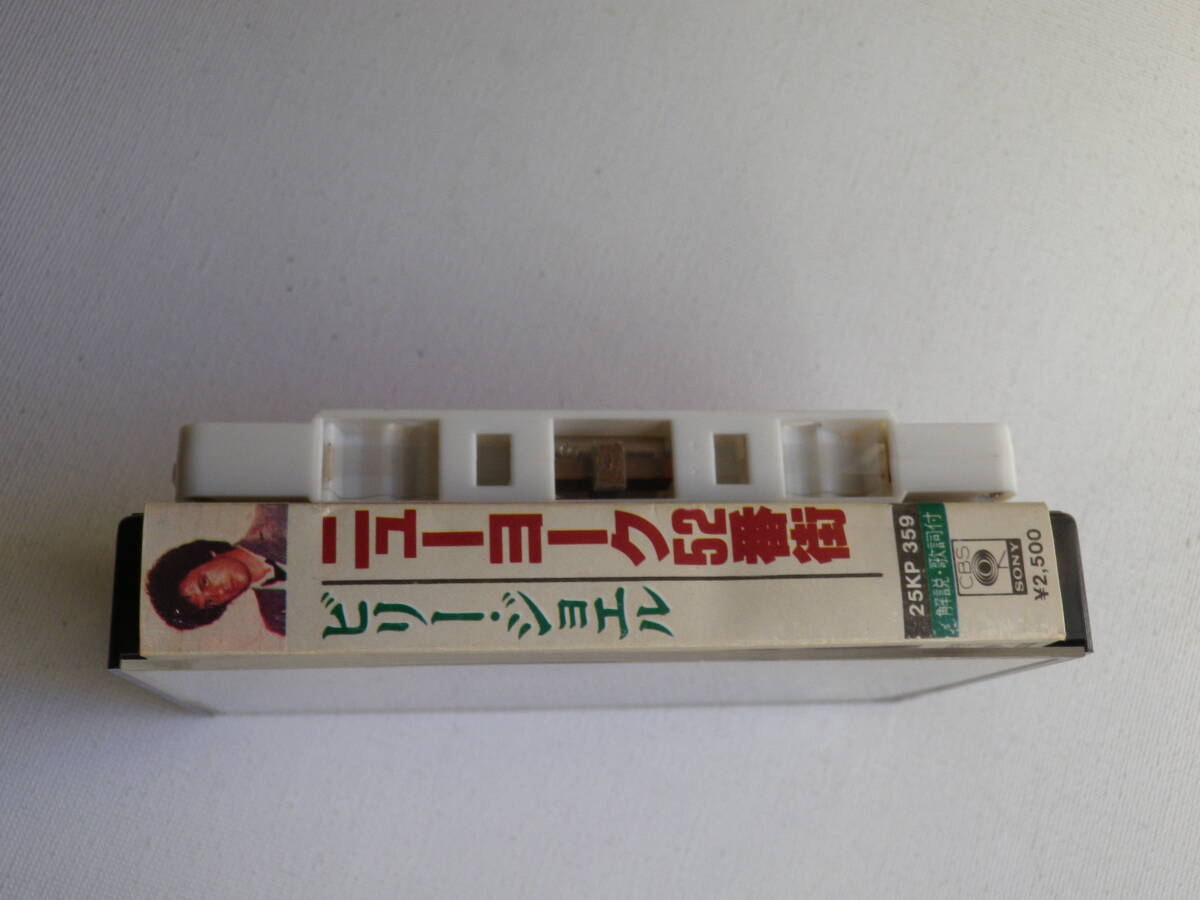 ニューヨーク52番街
ビリー・ジョエル
25KP 359
解説・歌詞付
CBS
SONY
¥2,500